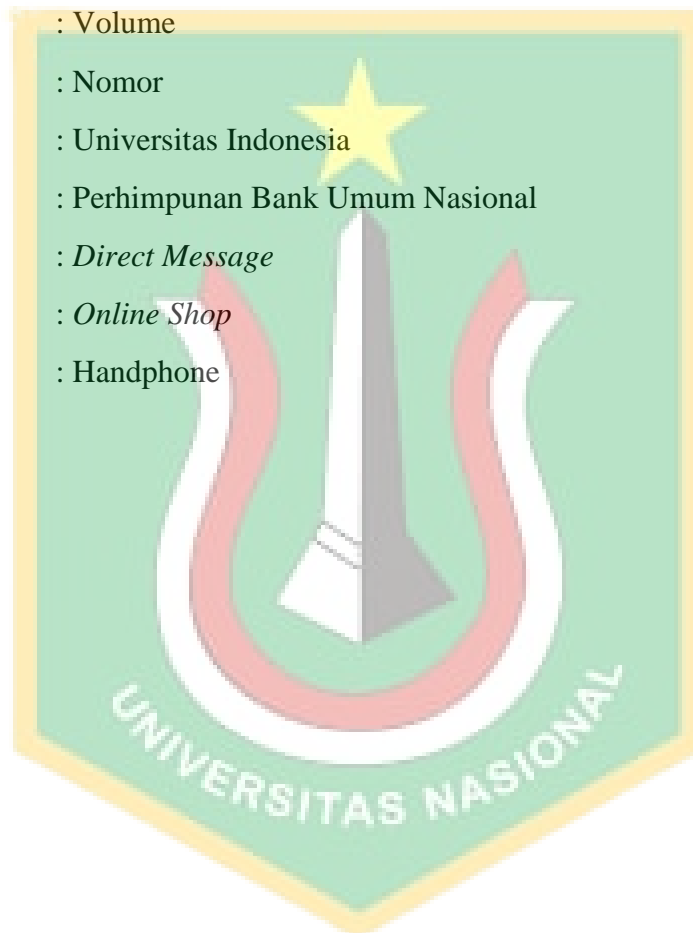 : Volume
: Nomor
: Universitas Indonesia
: Perhimpunan Bank Umum Nasional
: Direct Message
: Online Shop
: Handphone
UNIVERSITAS NASIONAL